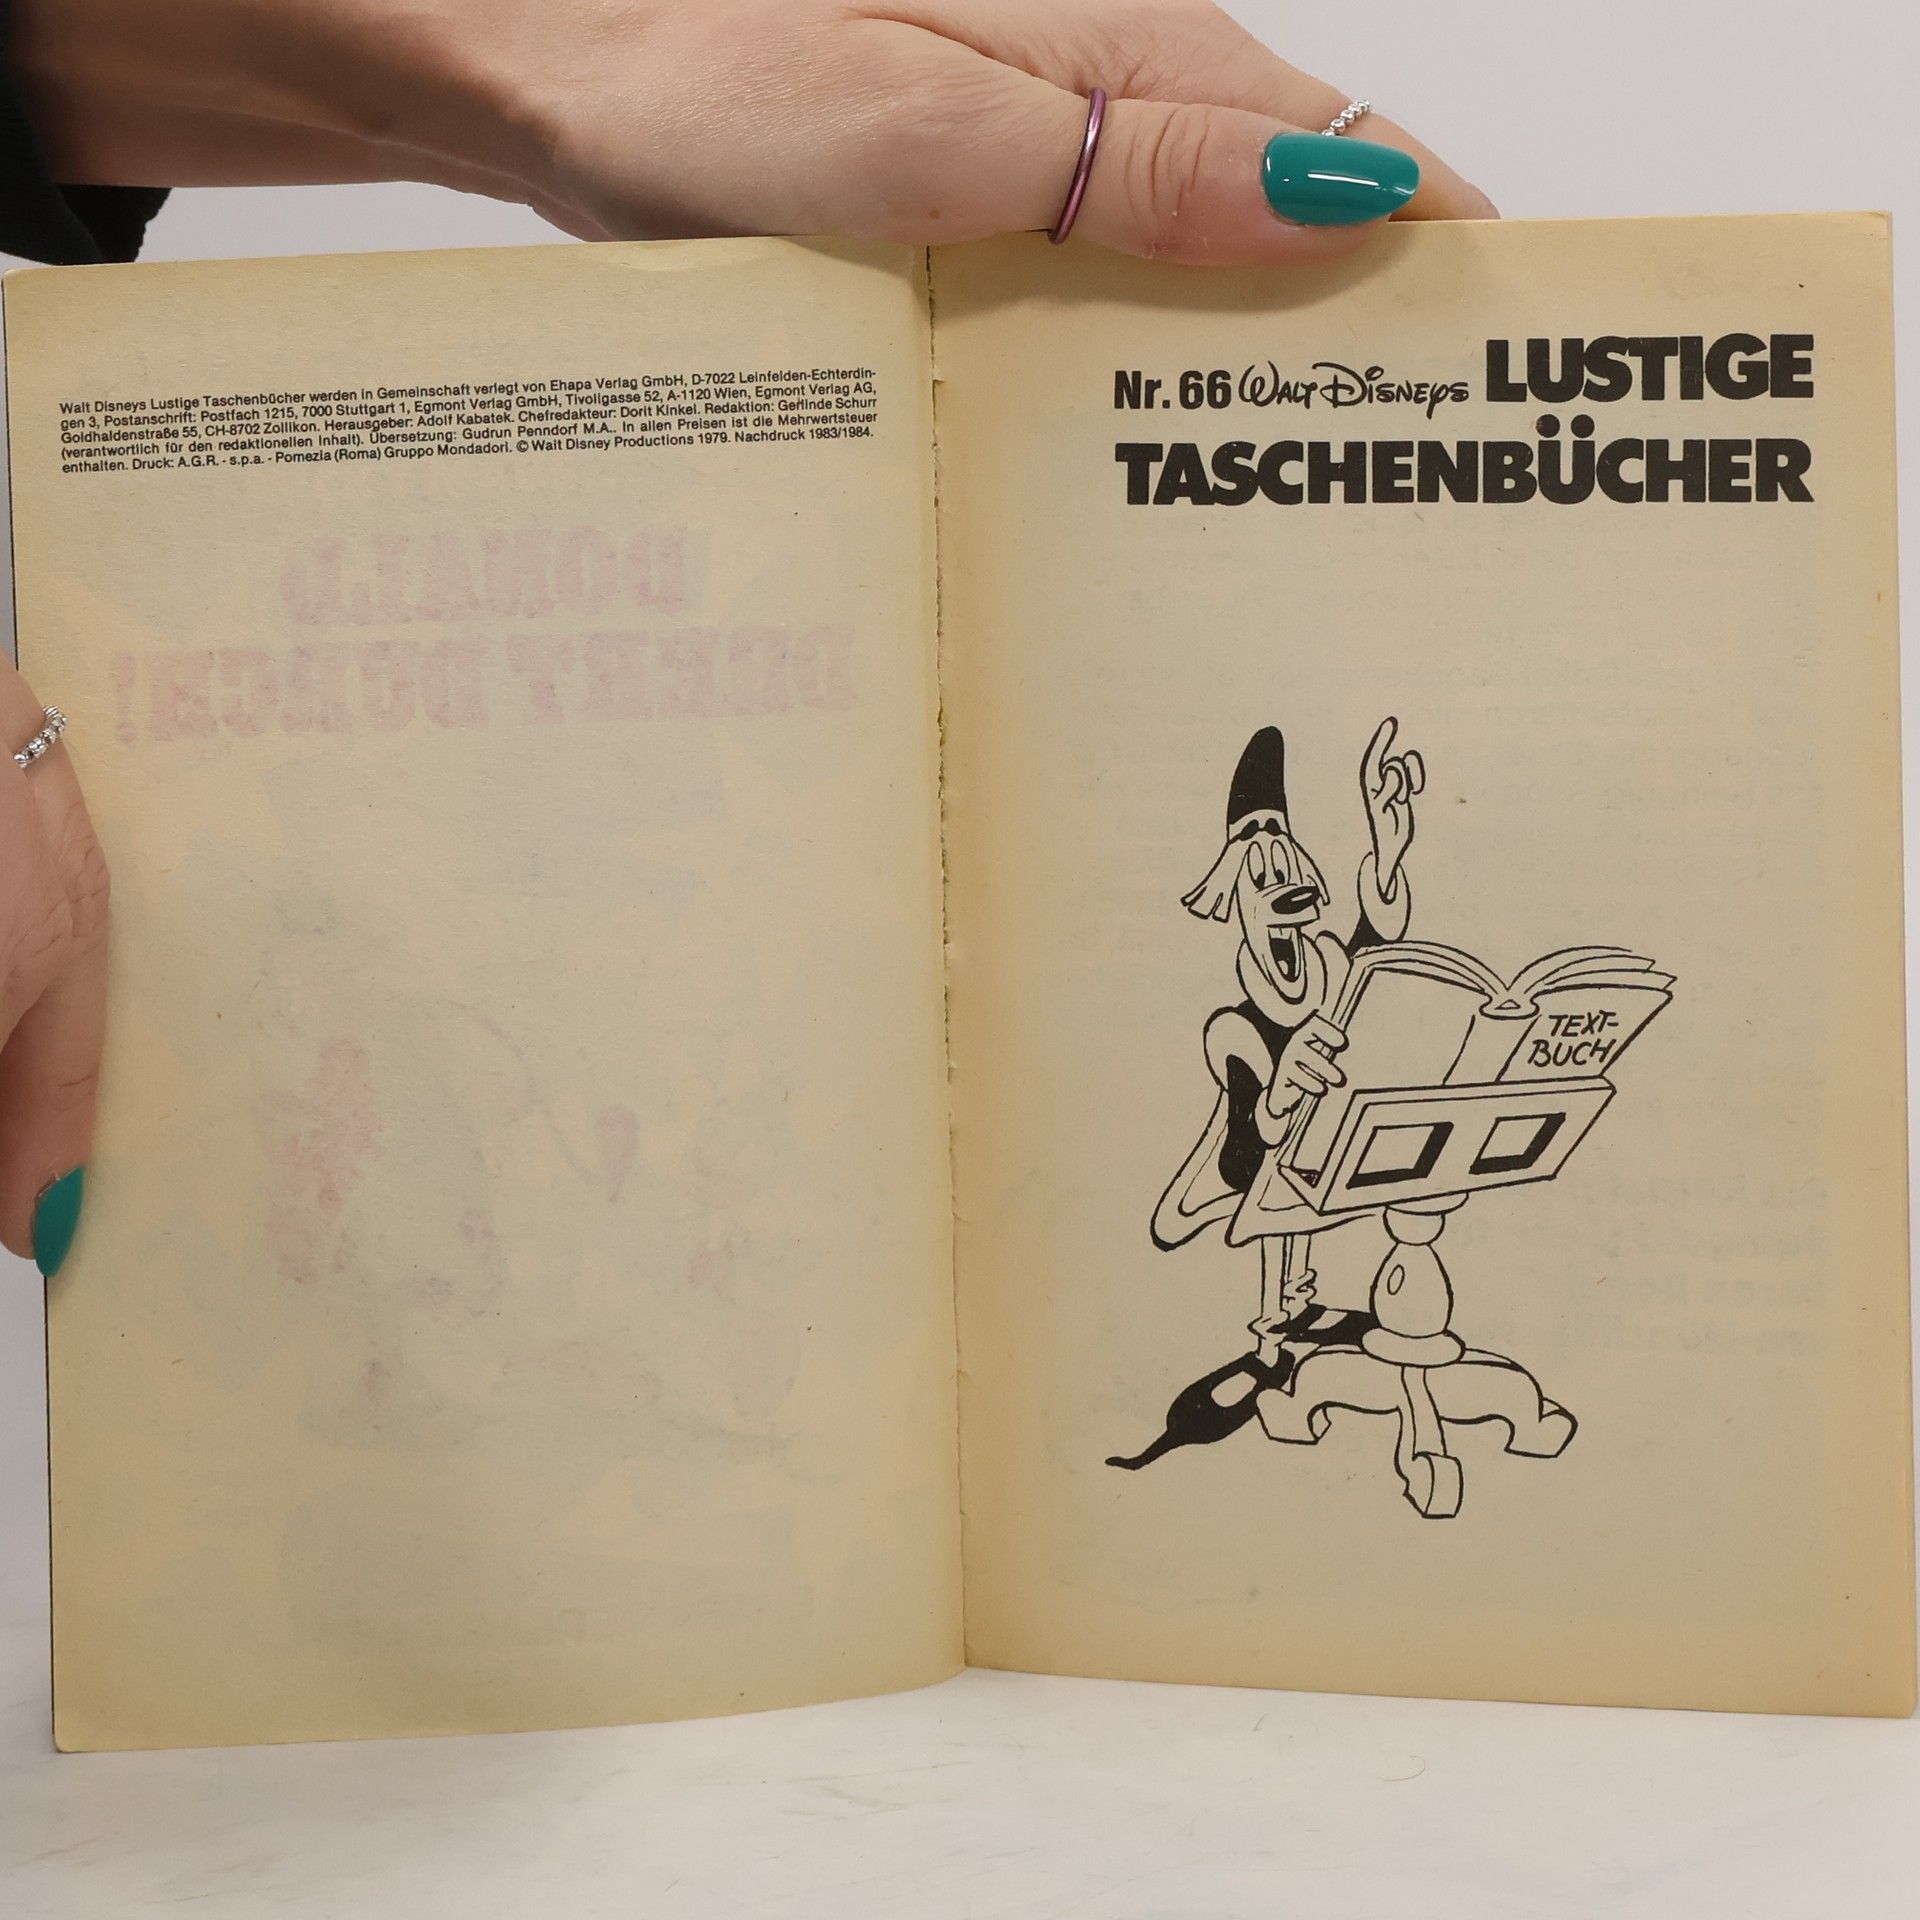 Walt Disneys Lustige Taschenbücher werden in Gemeinschaft verlegt von Ehapa Verlag GmbH, D-7022 Leinfelden-Echterdin-
gen 3, Postanschrift: Postfach 1215, 7000 Stuttgart 1, Egmont Verlag GmbH, Tivoligasse 52, A-1120 Wien, Egmont Verlag AG,
Goldhaldenstraße 55, CH-8702 Zollikon. Herausgeber: Adolf Kabatek. Chefredakteur: Dorit Kinkel. Redaktion: Gerlinde Schurr
(verantwortlich für den redaktionellen Inhalt). Übersetzung: Gudrun Penndorf M.A.. In allen Preisen ist die Mehrwertsteuer
enthalten. Druck: A.G.R. - s.p.a. - Pomezia (Roma) Gruppo Mondadori. © Walt Disney Productions 1979. Nachdruck 1983/1984.
DONALD
DREHT DURCH!
Nr. 66 Walt Disneys LUSTIGE
TASCHENBÜCHER
TEXT-
BUCH